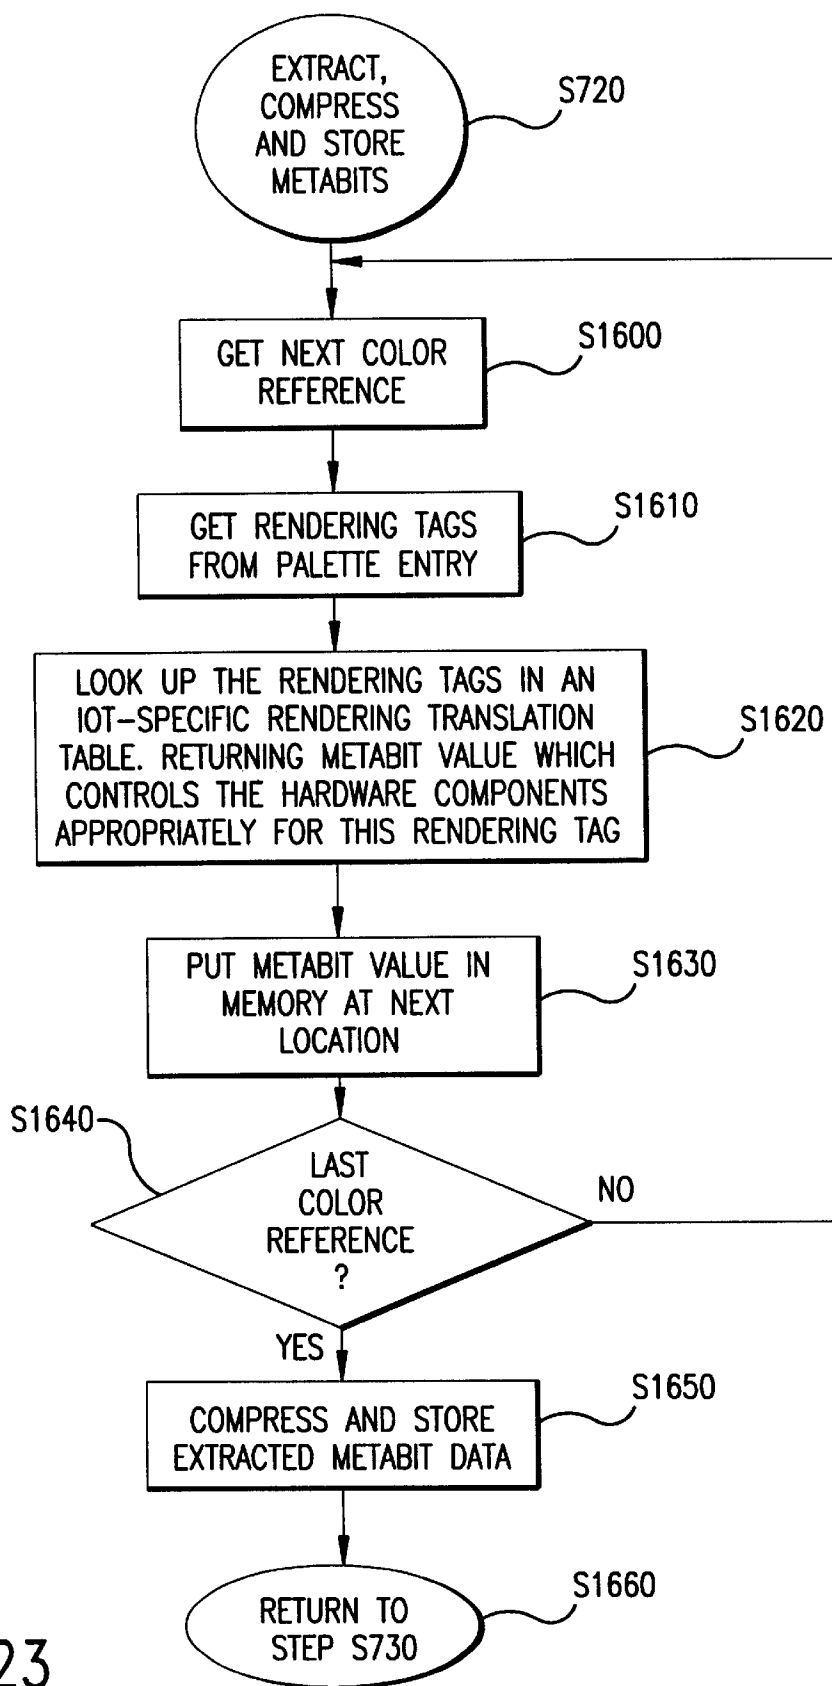 EXTRACT,
COMPRESS
AND STORE
METABITS
S720
GET NEXT COLOR
REFERENCE
S1600
GET RENDERING TAGS
FROM PALETTE ENTRY
S1610
LOOK UP THE RENDERING TAGS IN AN
IOT-SPECIFIC RENDERING TRANSLATION
TABLE. RETURNING METABIT VALUE WHICH
CONTROLS THE HARDWARE COMPONENTS
APPROPRIATELY FOR THIS RENDERING TAG
S1620
PUT METABIT VALUE IN
MEMORY AT NEXT
LOCATION
S1630
S1640
LAST
COLOR
REFERENCE
?
NO
YES
COMPRESS AND STORE
EXTRACTED METABIT DATA
S1650
RETURN TO
STEP S730
S1660
23